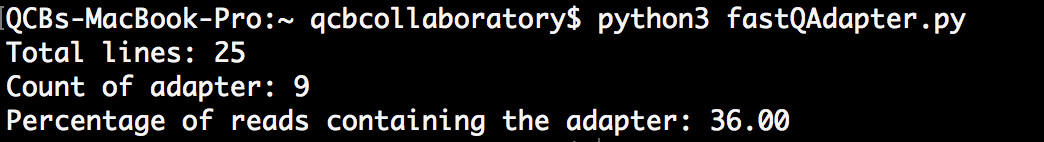 QCBs-MacBook-Pro:~ qcbcollaboratory$ python3 fastQAdapter.py
Total lines: 25
Count of adapter: 9
Percentage of reads containing the adapter: 36.00